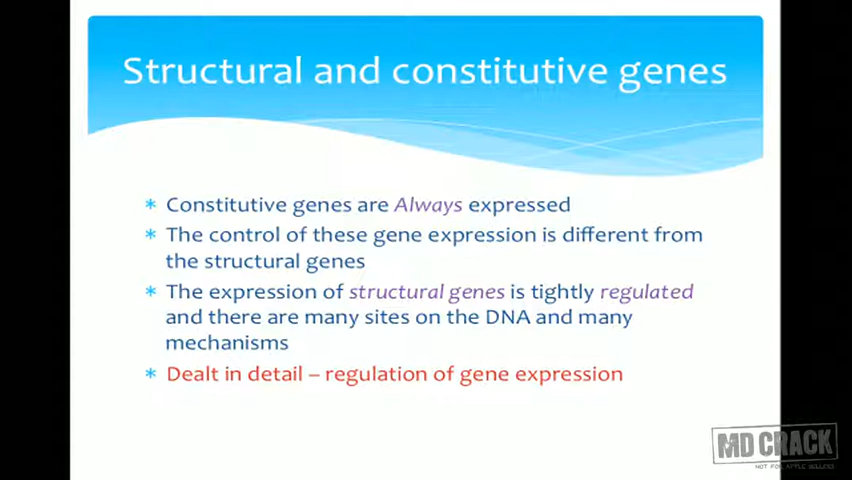 Structural and constitutive genes
* Constitutive genes are Always expressed
* The control of these gene expression is different from
the structural genes
* The expression of structural genes is tightly regulated
and there are many sites on the DNA and many
mechanisms
* Dealt in detail – regulation of gene expression
MD CRACK